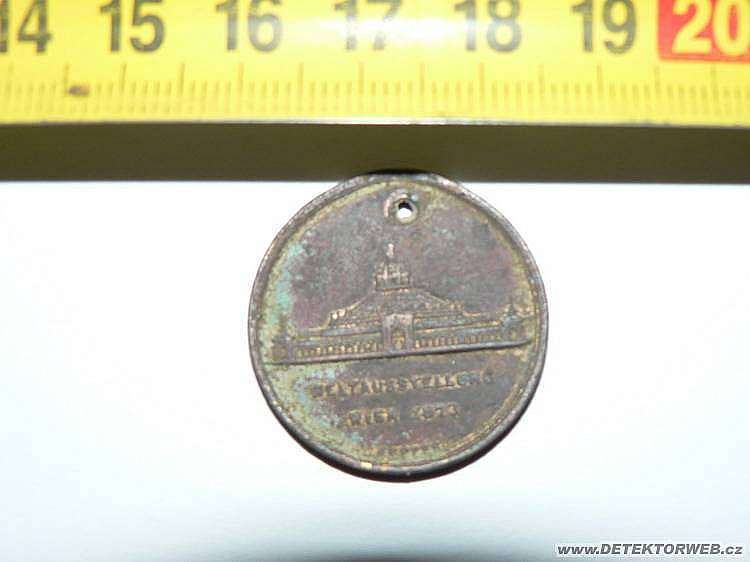 14 15 16 17 18 19 20
WELTAUSSTELLUNG
WIEN 1873
www.DETEKTORWEB.cz